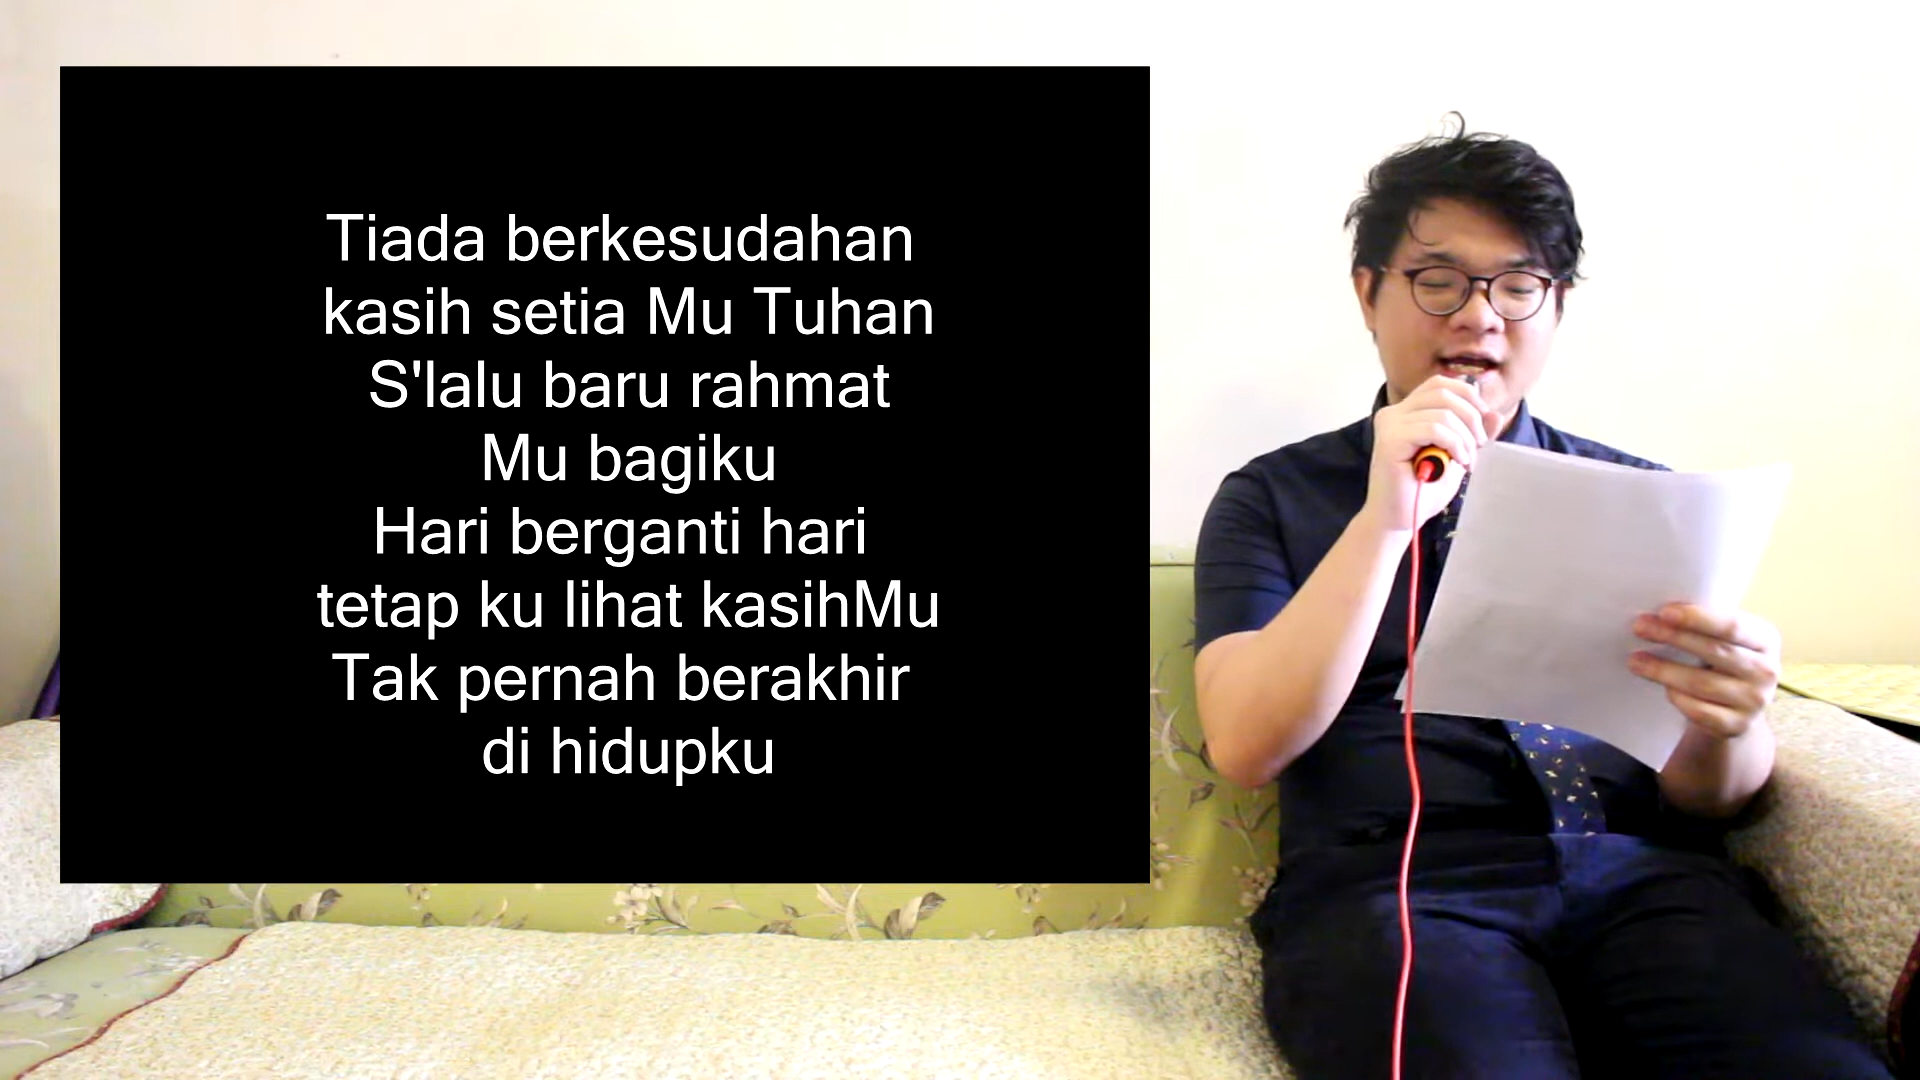 Tiada berkesudahan
kasih setia Mu Tuhan
S'lalu baru rahmat
Mu bagiku
Hari berganti hari
tetap ku lihat kasihMu
Tak pernah berakhir
di hidupku